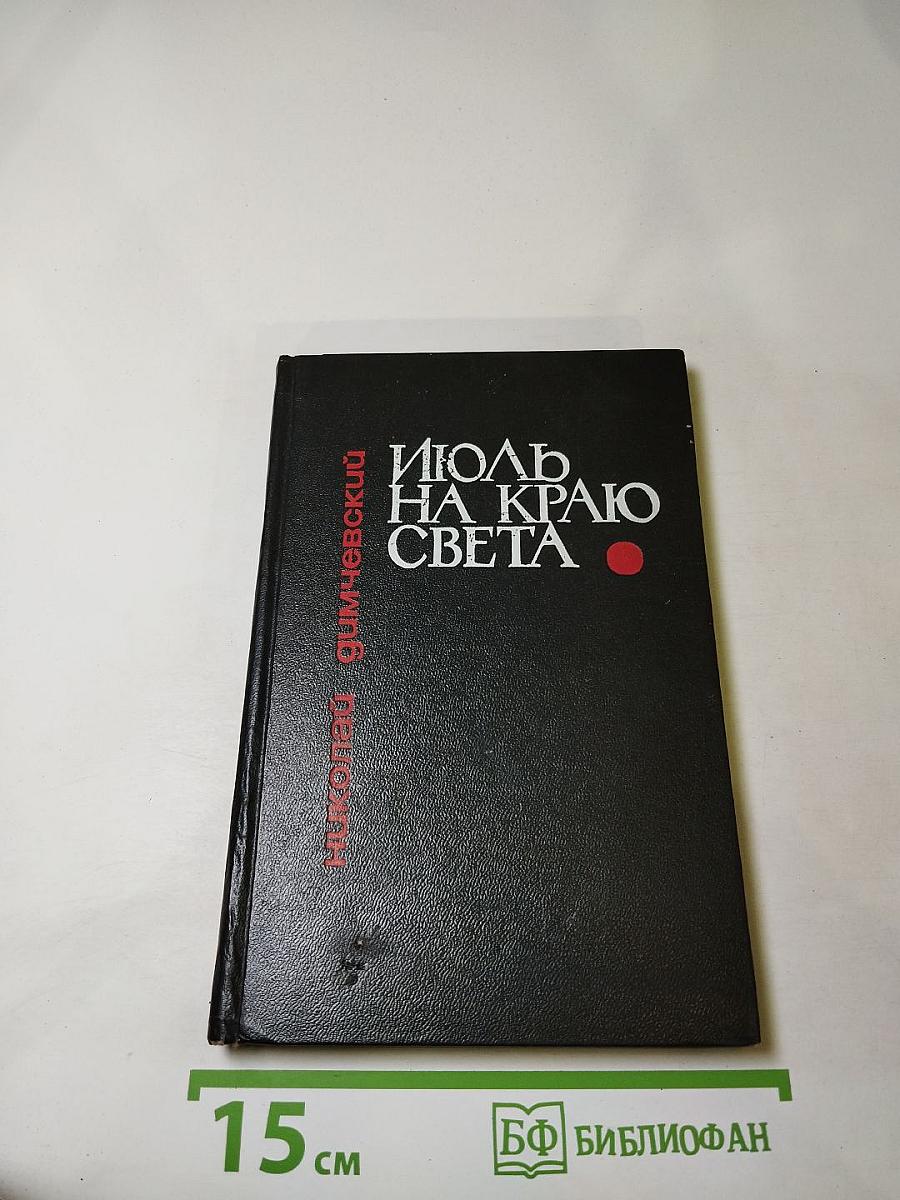 ИЮЛЬ
НА КРАЮ
СВЕТА
николай димчевский
15 см
БФ БИБЛИОФАН